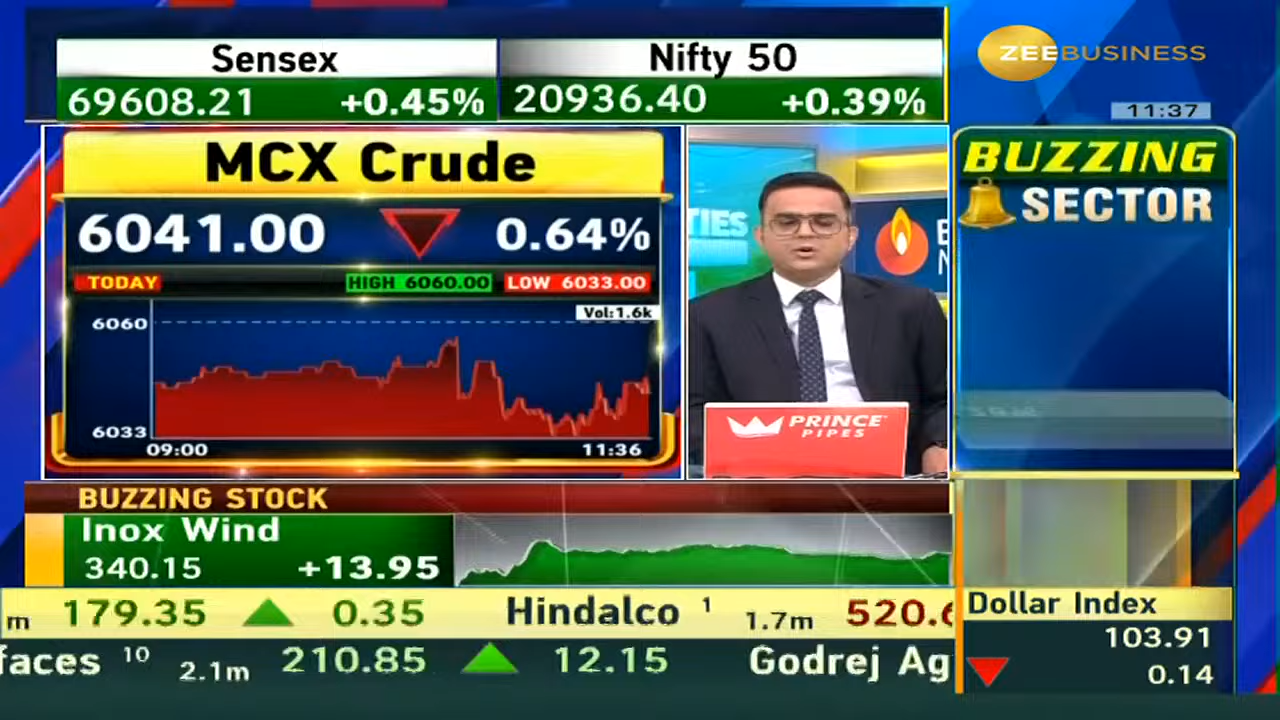 Sensex
69608.21 +0.45%
Nifty 50
20936.40 +0.39%
ZEEBUSINESS
11:37
MCX Crude
6041.00 0.64%
TODAY HIGH 6060.00 LOW 6033.00
Vol:1.6k
6060
6033
09:00 11:36
TIES
PRINCE
PIPES
BUZZING
SECTOR
BUZZING STOCK
Inox Wind
340.15 +13.95
m 179.35 0.35 Hindalco 1 1.7m 520.6
faces 10 2.1m 210.85 12.15 Godrej Ag
Dollar Index
103.91
0.14